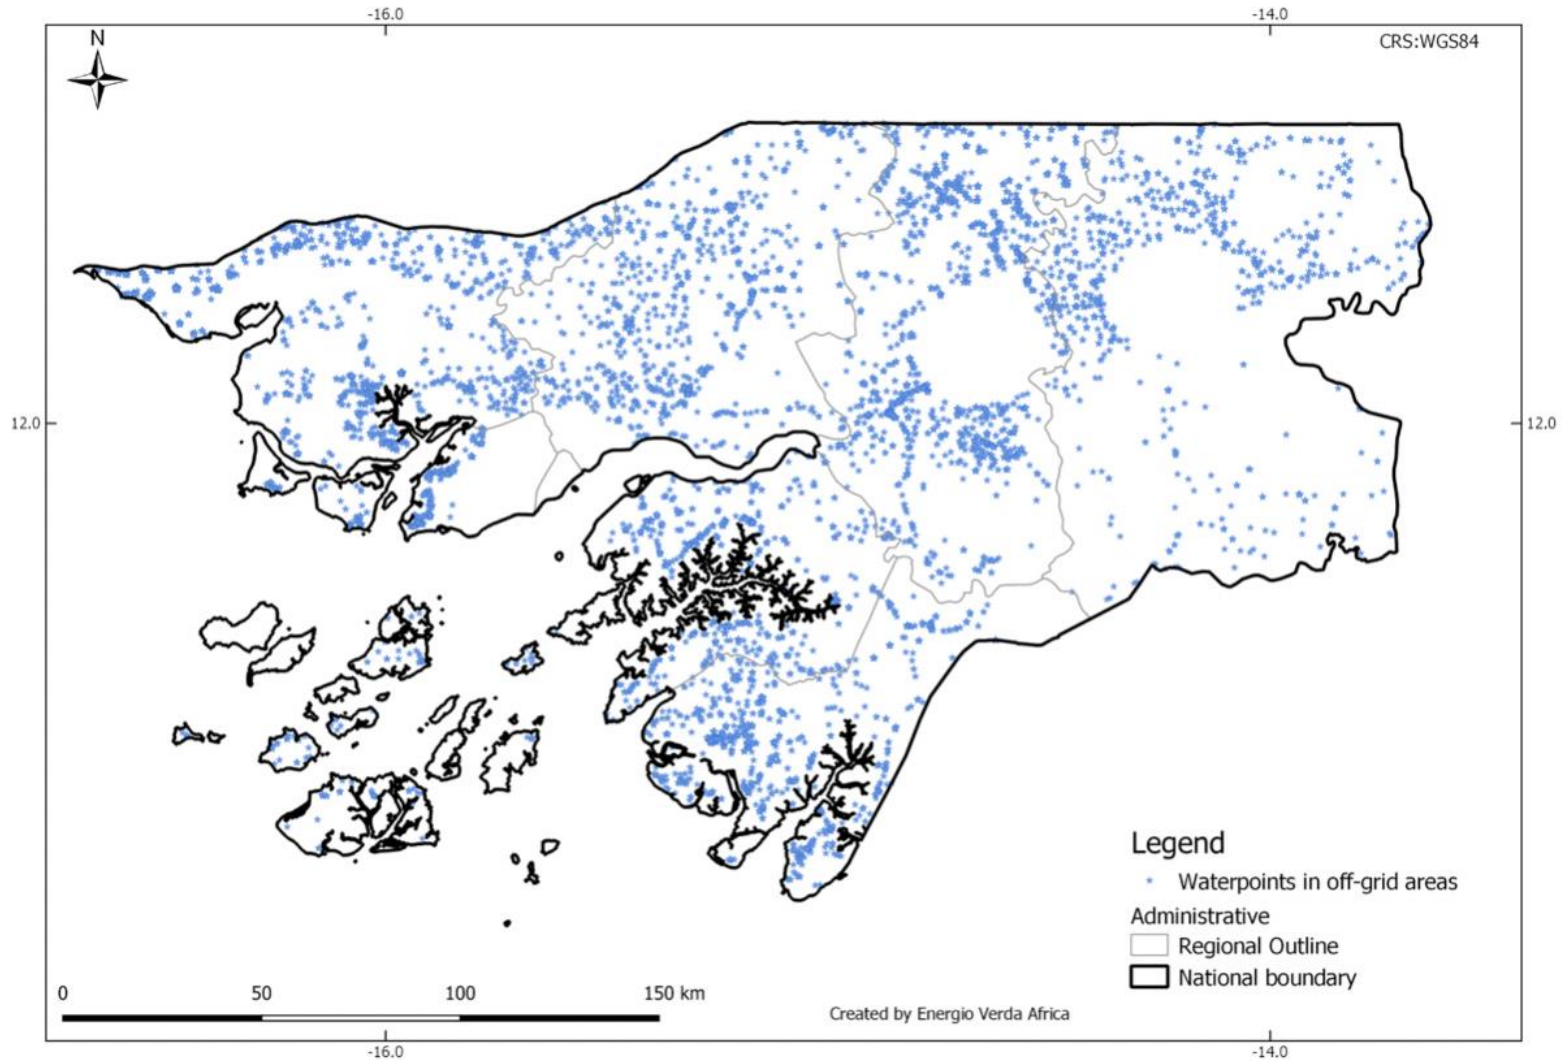 -16.0
-14.0
N
CRS:WGS84
12.0
12.0
Legend
Waterpoints in off-grid areas
Administrative
Regional Outline
National boundary
0 50 100 150 km
Created by Energio Verda Africa
-16.0
-14.0